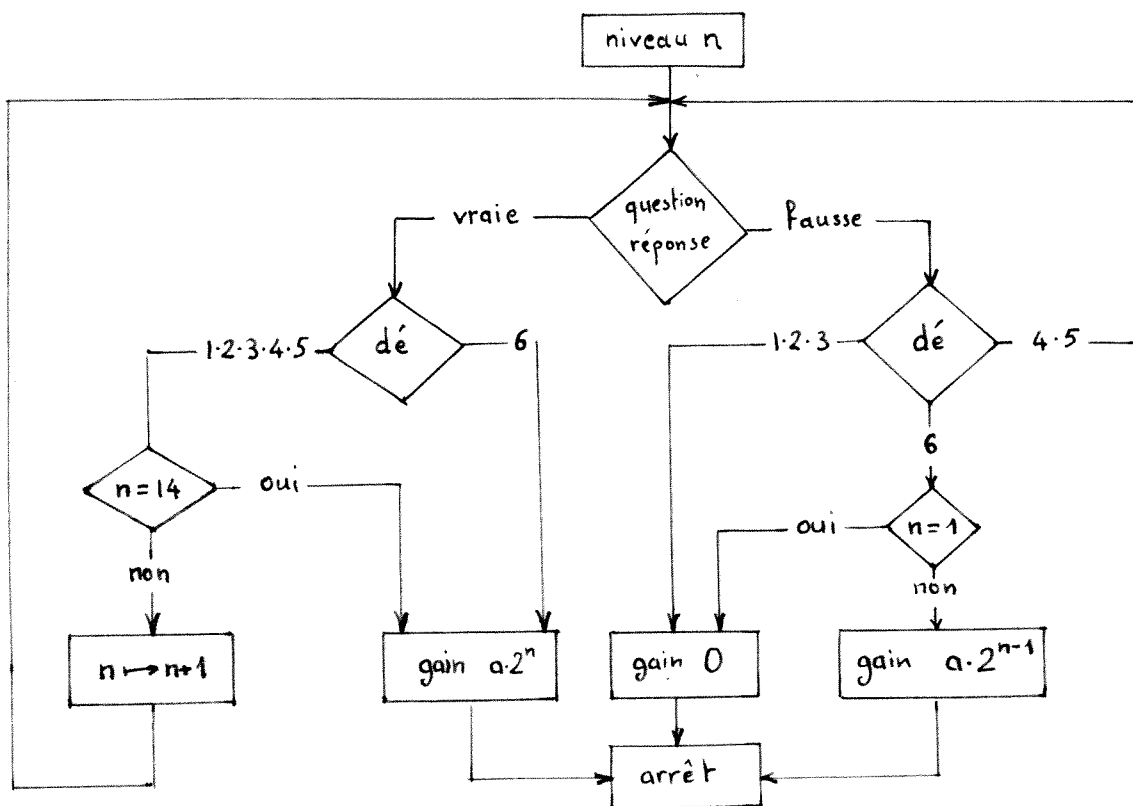 niveau n
question
réponse
vraie
fausse
dé
1.2.3.4.5
6
dé
1.2.3
4.5
6
n=14
oui
non
n=1
oui
non
n ↦ n+1
gain a.2ⁿ
gain 0
gain a.2ⁿ⁻¹
arrêt